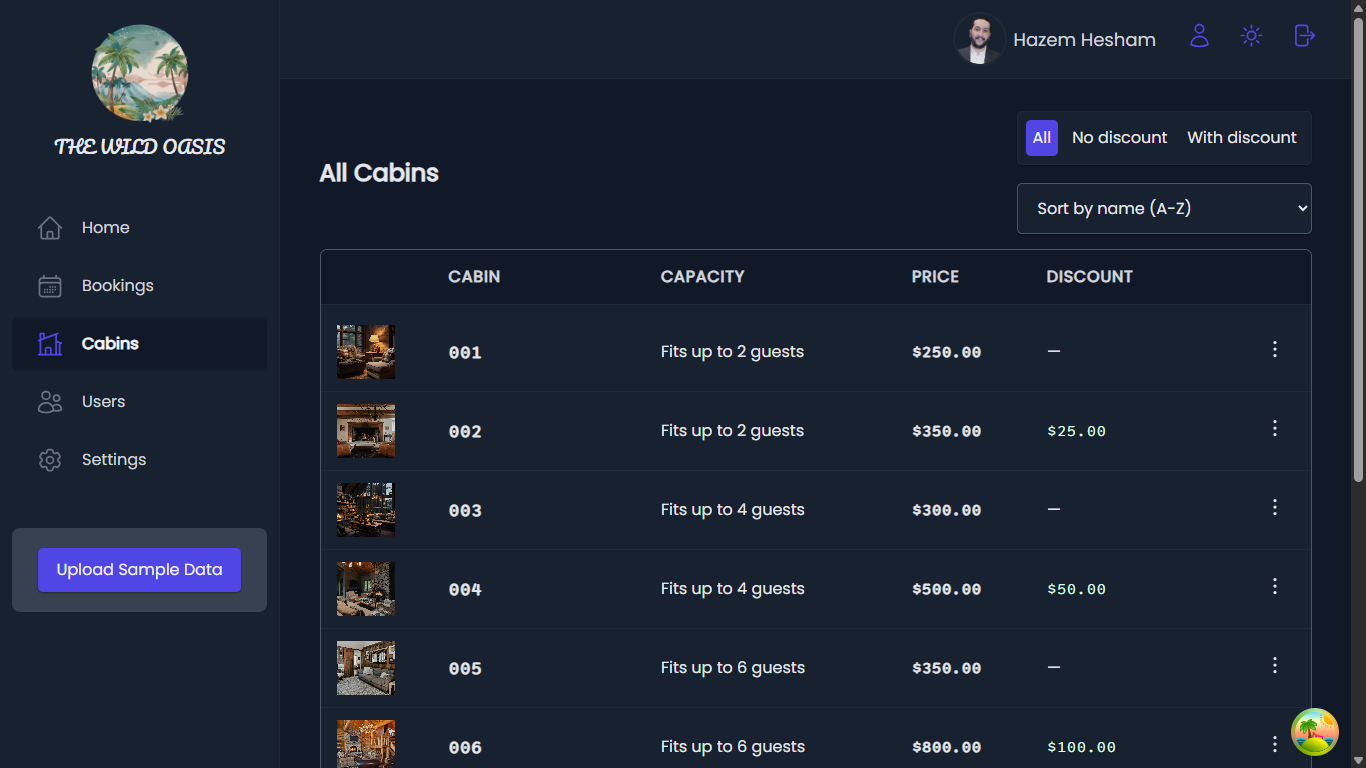 THE WILD OASIS
Home
Bookings
Cabins
Users
Settings
Upload Sample Data
Hazem Hesham
All Cabins
All No discount With discount
Sort by name (A-Z)
CABIN CAPACITY PRICE DISCOUNT
001 Fits up to 2 guests $250.00 —
002 Fits up to 2 guests $350.00 $25.00
003 Fits up to 4 guests $300.00 —
004 Fits up to 4 guests $500.00 $50.00
005 Fits up to 6 guests $350.00 —
006 Fits up to 6 guests $800.00 $100.00